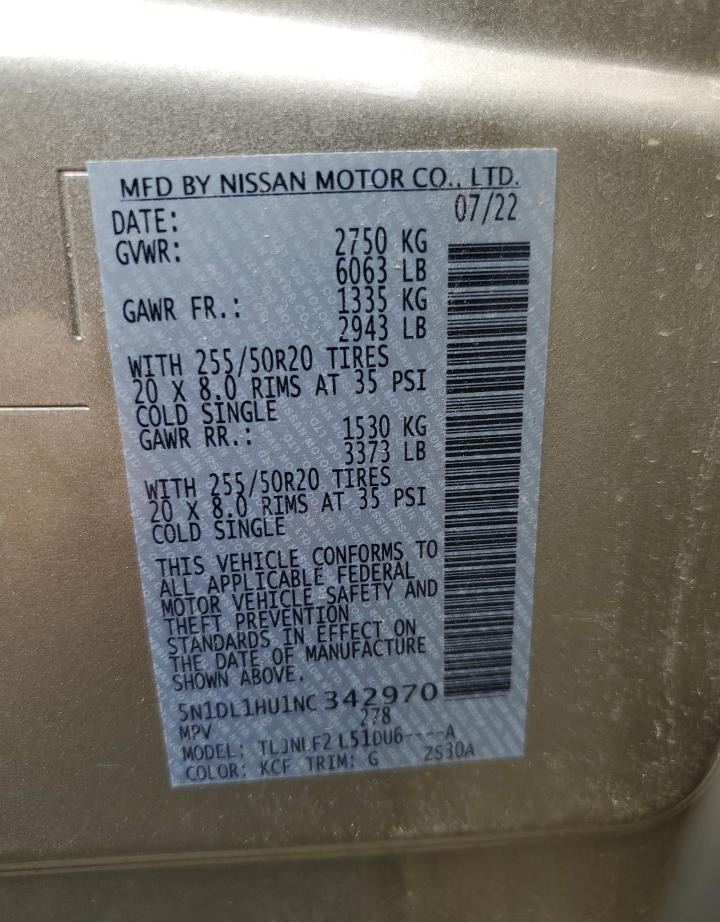 MFD BY NISSAN MOTOR CO., LTD.
DATE: 07/22
GVWR: 2750 KG
6063 LB
GAWR FR.: 1335 KG
2943 LB
WITH 255/50R20 TIRES
20 X 8.0 RIMS AT 35 PSI
COLD SINGLE
GAWR RR.: 1530 KG
3373 LB
WITH 255/50R20 TIRES
20 X 8.0 RIMS AT 35 PSI
COLD SINGLE
THIS VEHICLE CONFORMS TO
ALL APPLICABLE FEDERAL
MOTOR VEHICLE SAFETY AND
THEFT PREVENTION
STANDARDS IN EFFECT ON
THE DATE OF MANUFACTURE
SHOWN ABOVE.
5N1DL1HU1NC342970
MPV 278
MODEL: L51DU6----A
COLOR: KCF TRIM: G 2S30A